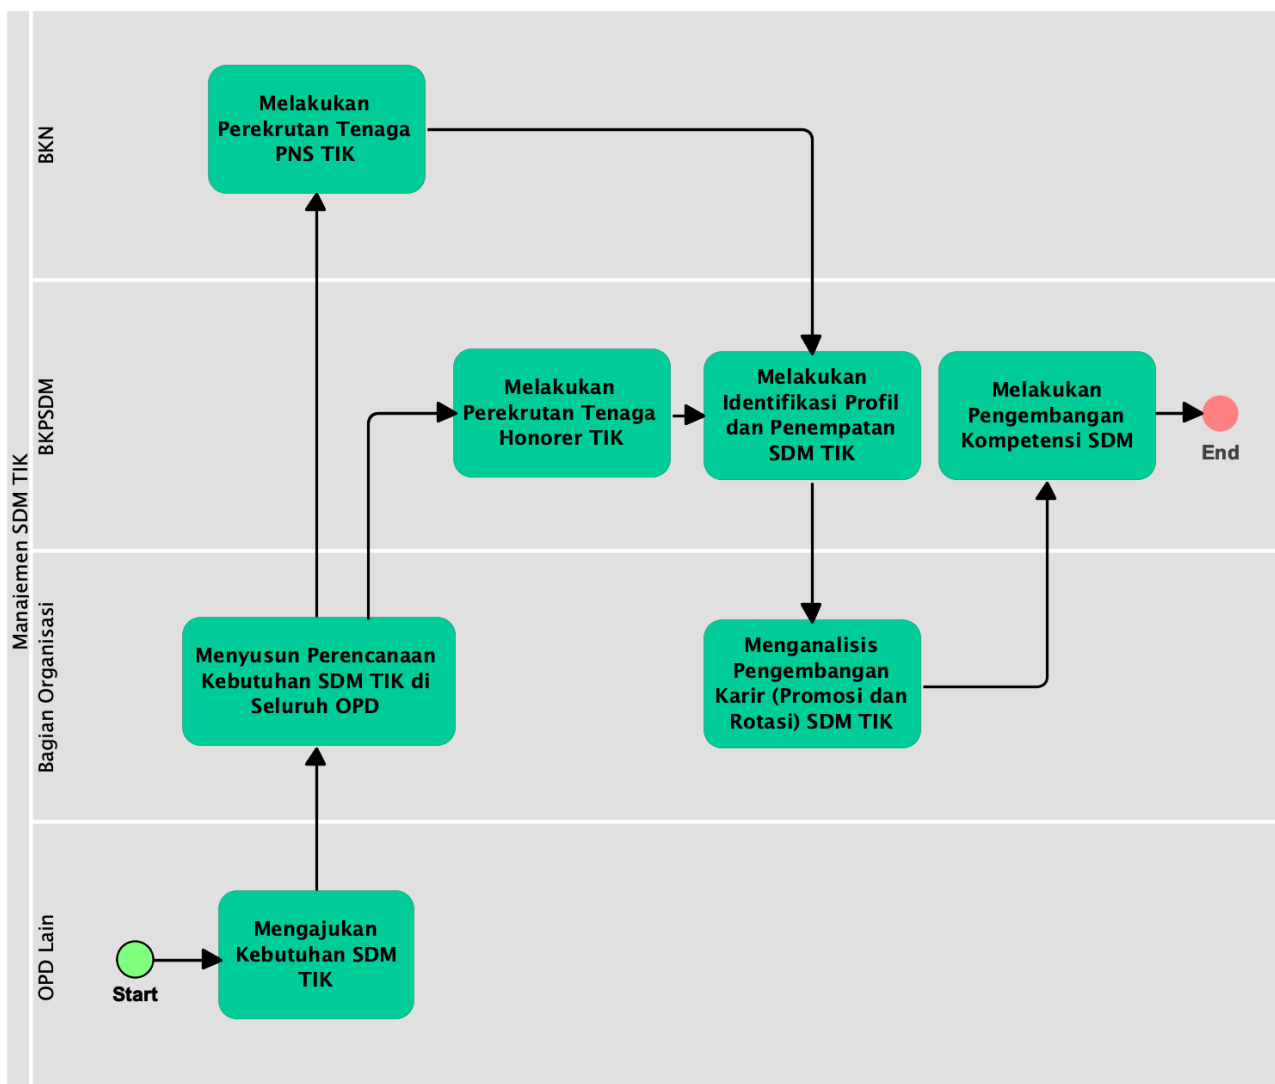 Manajemen SDM TIK
BKN
Melakukan
Perekrutan Tenaga
PNS TIK
BKPSDM
Melakukan
Perekrutan Tenaga
Honorer TIK
Melakukan
Identifikasi Profil
dan Penempatan
SDM TIK
Melakukan
Pengembangan
Kompetensi SDM
End
Bagian Organisasi
Menyusun Perencanaan
Kebutuhan SDM TIK di
Seluruh OPD
Menganalisis
Pengembangan
Karir (Promosi dan
Rotasi) SDM TIK
OPD Lain
Start
Mengajukan
Kebutuhan SDM
TIK